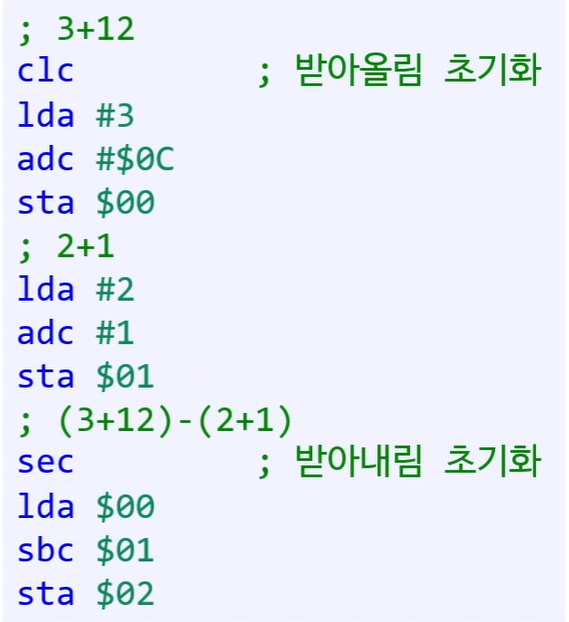 ; 3+12
clc ; 받아올림 초기화
lda #3
adc #$0C
sta $00
; 2+1
lda #2
adc #1
sta $01
; (3+12)-(2+1)
sec ; 받아내림 초기화
lda $00
sbc $01
sta $02